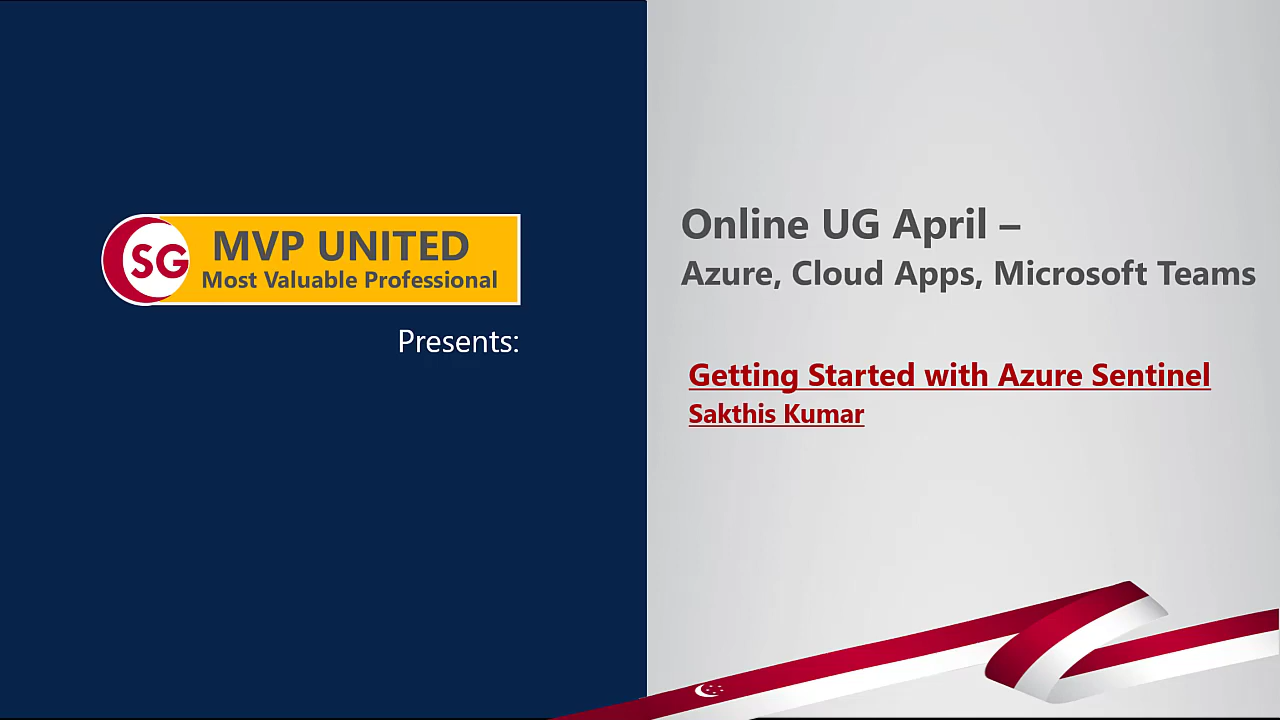 SG
MVP UNITED
Most Valuable Professional
Presents:
Online UG April –
Azure, Cloud Apps, Microsoft Teams
Getting Started with Azure Sentinel
Sakthis Kumar